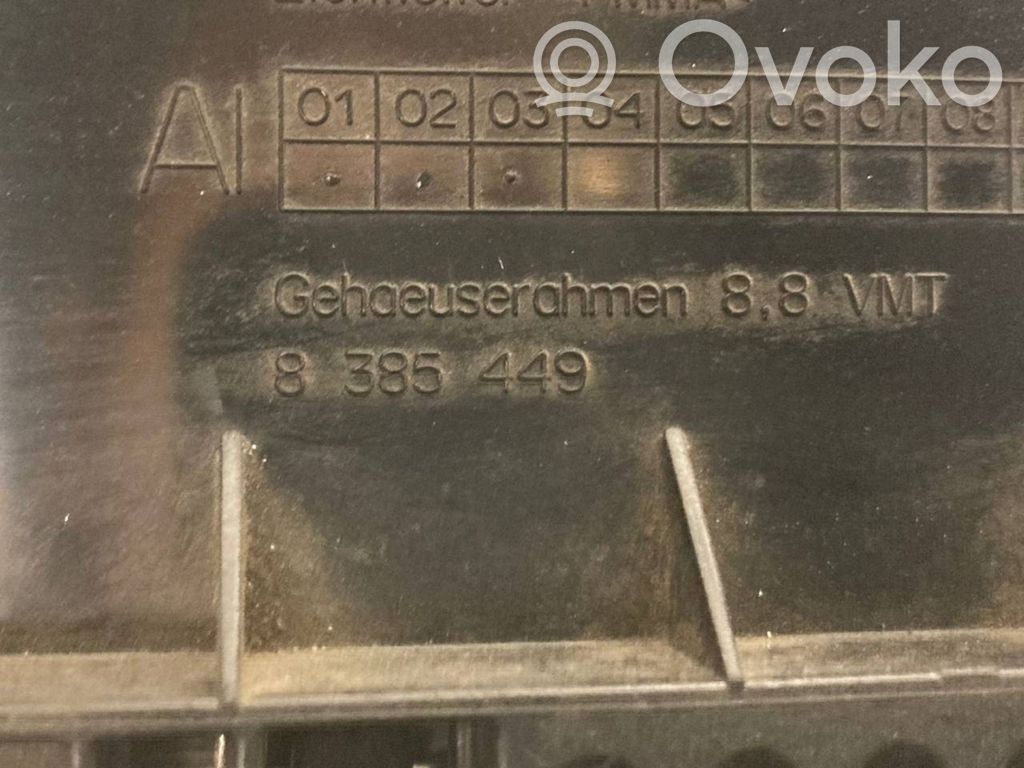 Ovoko
AI 01 02 03 04 05 06 07 08
Gehaeuserahmen 8,8 VMT
8 385 449